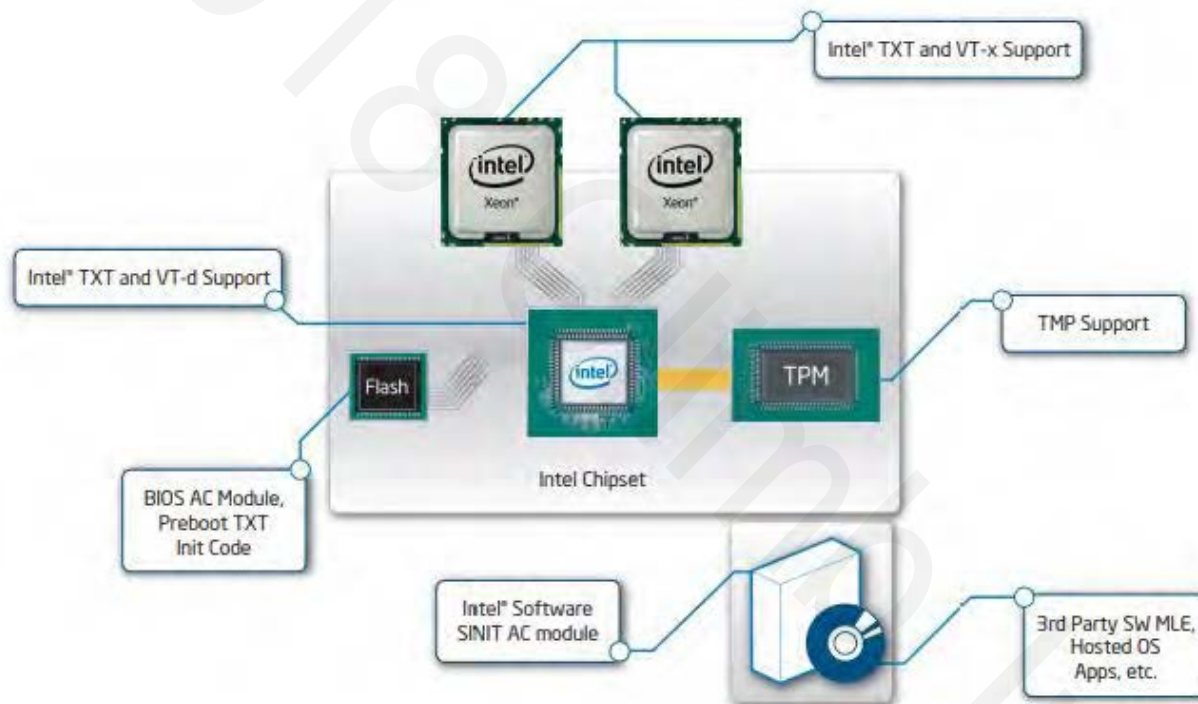 Intel® TXT and VT-x Support
intel
Xeon®
intel
Xeon®
Intel® TXT and VT-d Support
TMP Support
Flash
intel
TPM
Intel Chipset
BIOS AC Module,
Preboot TXT
Init Code
Intel® Software
SINIT AC module
3rd Party SW MLE,
Hosted OS
Apps, etc.